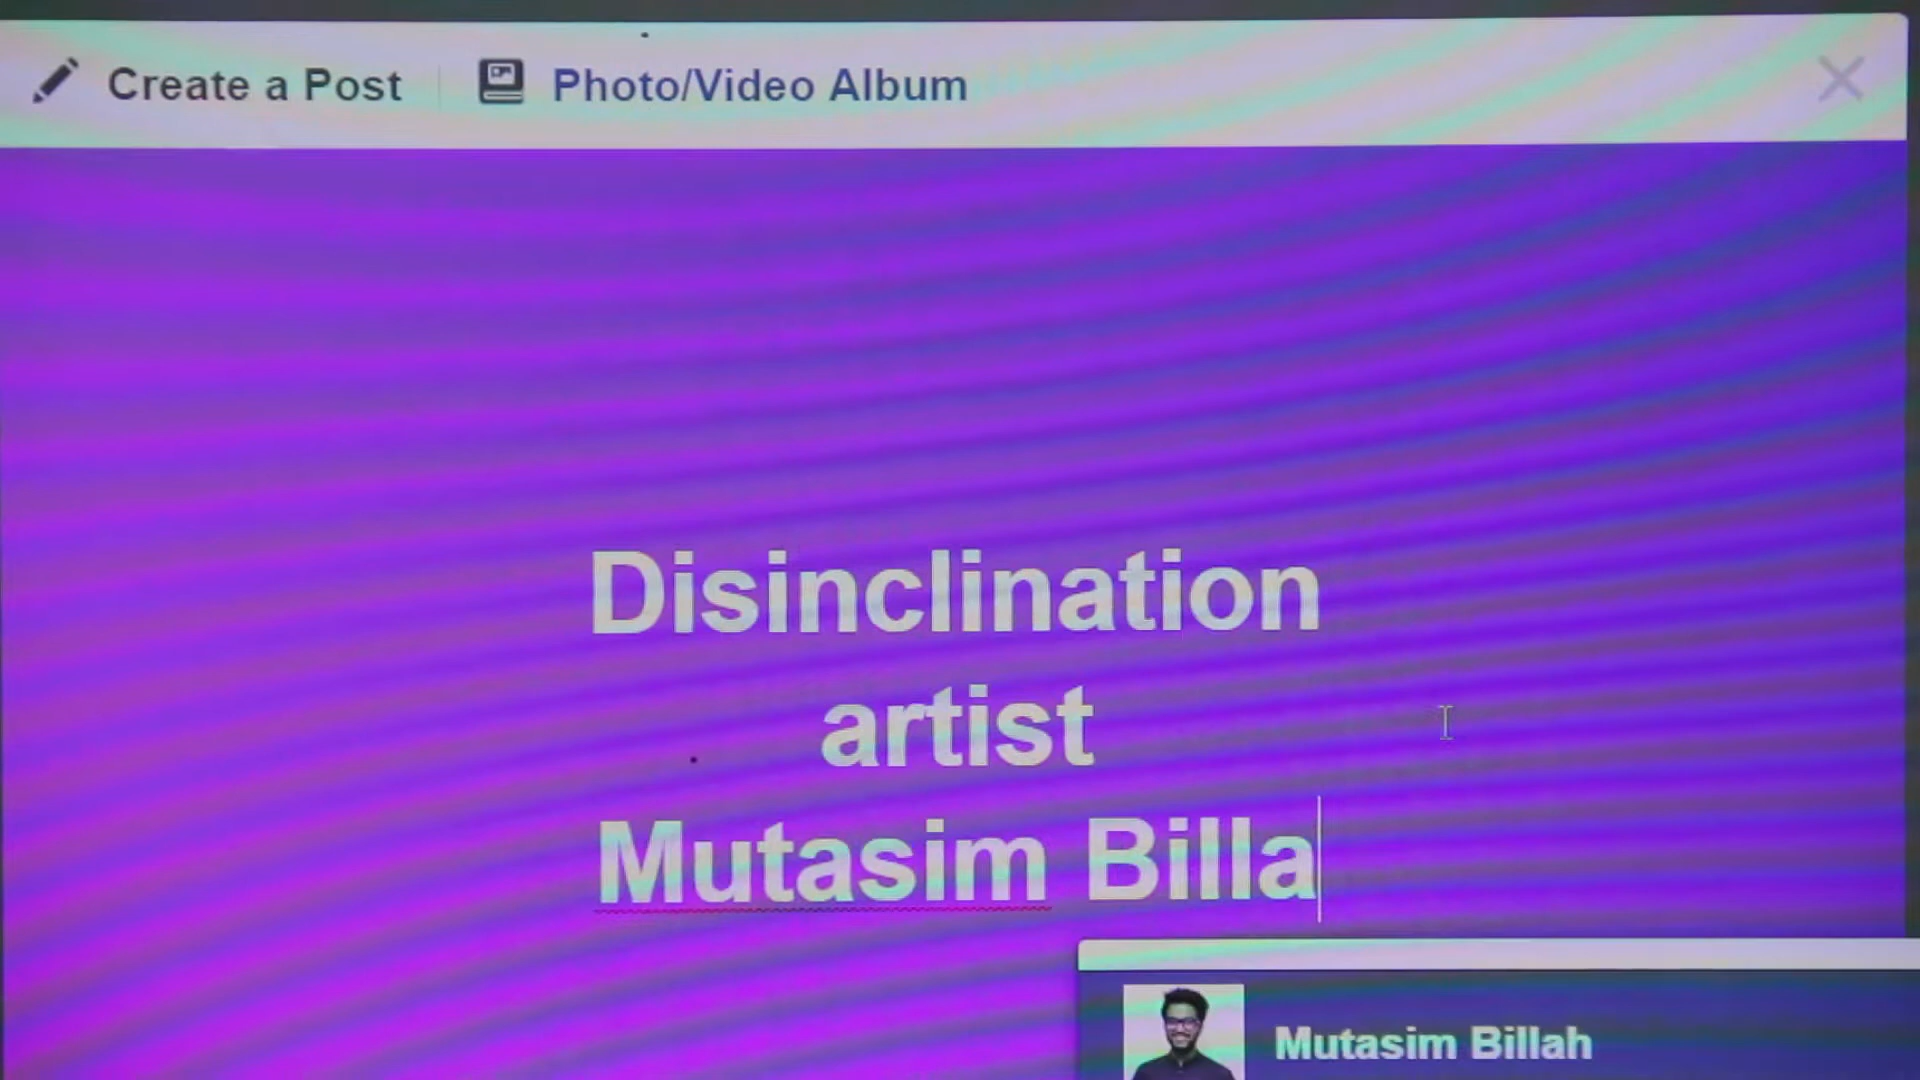 Create a Post
Photo/Video Album
Disinclination
artist
Mutasim Billa
Mutasim Billah